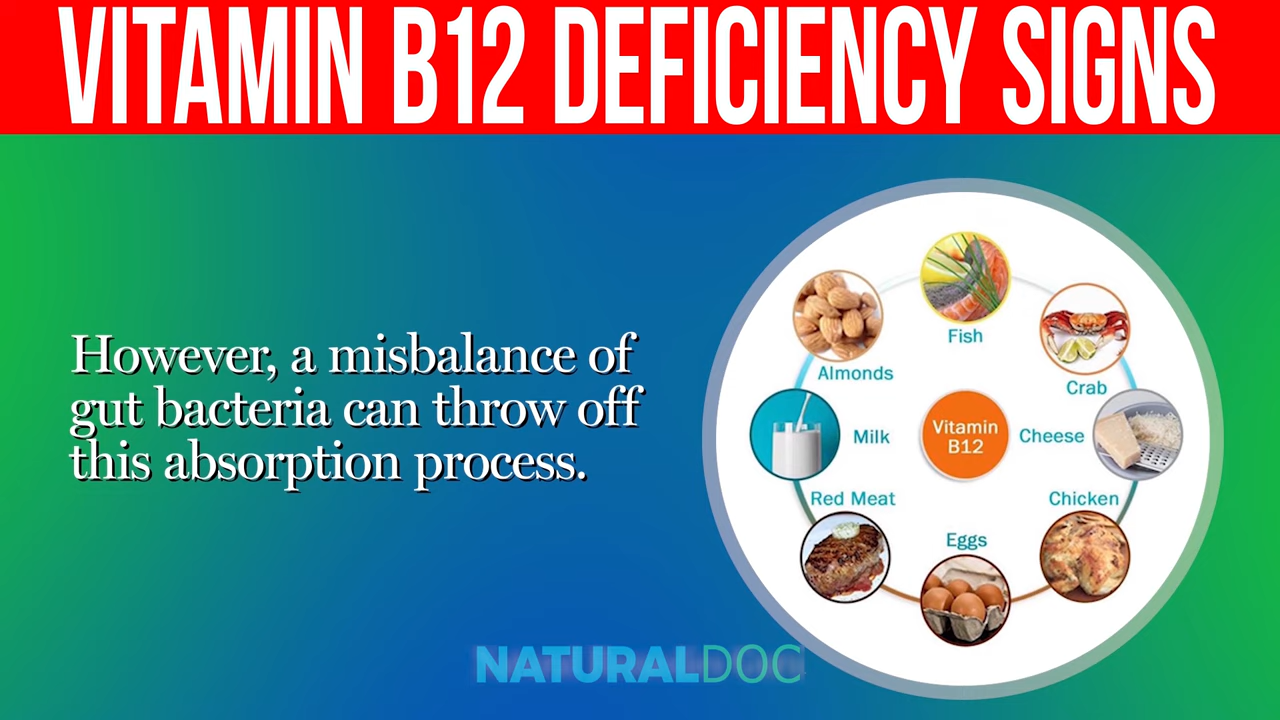 VITAMIN B12 DEFICIENCY SIGNS
However, a misbalance of
gut bacteria can throw off
this absorption process.
Fish
Almonds
Crab
Milk
Vitamin
B12
Cheese
Red Meat
Chicken
Eggs
NATURALDOC